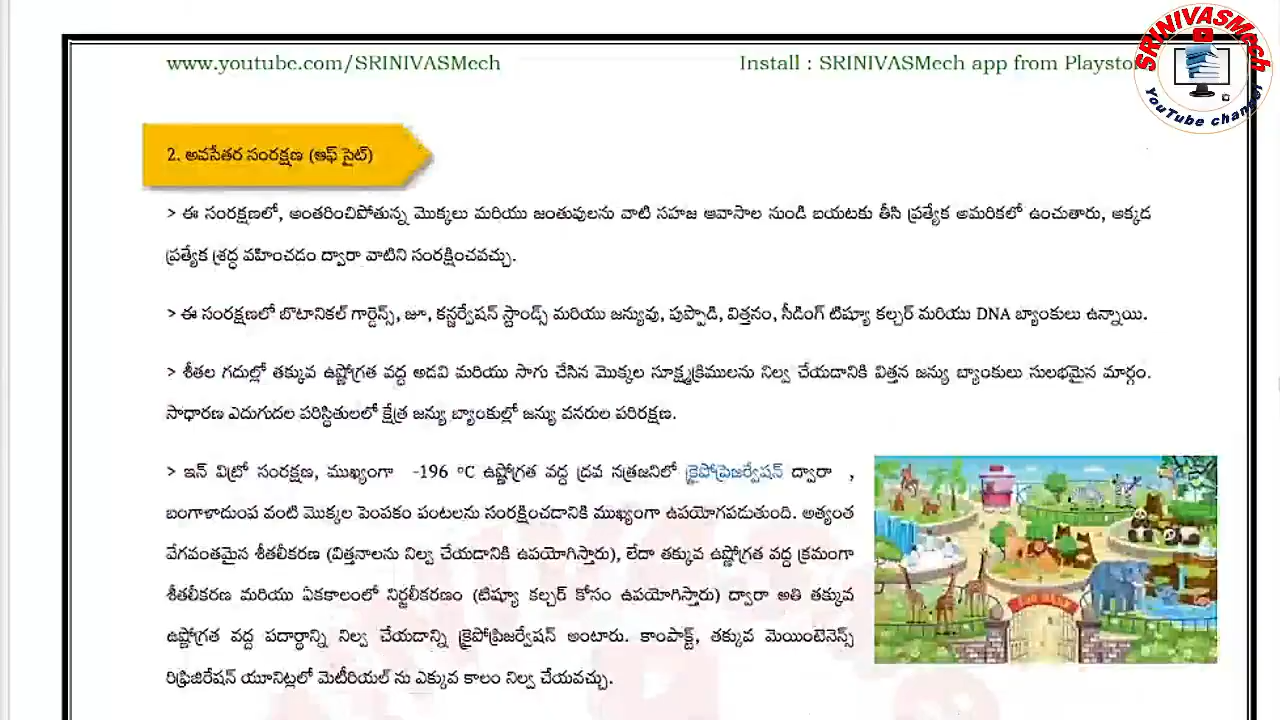 www.youtube.com/SRINIVASMech
Install : SRINIVASMech app from Playsto
SRINIVASMech
YouTube channel
2. అవసేతర సంరక్షణ (ఆఫ్ సైట్)
> ఈ సంరక్షణలో, అంతరించిపోతున్న మొక్కలు మరియు జంతువులను వాటి సహజ ఆవాసాల నుండి బయటకు తీసి ప్రత్యేక అమరికలో ఉంచుతారు, అక్కడ
ప్రత్యేక శ్రద్ధ వహించడం ద్వారా వాటిని సంరక్షించవచ్చు.
> ఈ సంరక్షణలో బొటానికల్ గార్డెన్స్, జూ, కన్జర్వేషన్ స్టాండ్స్ మరియు జన్యువు, పుప్పొడి, విత్తనం, సీడింగ్ టిష్యూ కల్చర్ మరియు DNA బ్యాంకులు ఉన్నాయి.
> శీతల గదుల్లో తక్కువ ఉష్ణోగ్రత వద్ద అడవి మరియు సాగు చేసిన మొక్కల సూక్ష్మక్రిములను నిల్వ చేయడానికి విత్తన జన్యు బ్యాంకులు సులభమైన మార్గం.
సాధారణ ఎదుగుదల పరిస్థితులలో క్షేత్ర జన్యు బ్యాంకుల్లో జన్యు వనరుల పరిరక్షణ.
> ఇన్ విట్రో సంరక్షణ, ముఖ్యంగా -196 °C ఉష్ణోగ్రత వద్ద ద్రవ నత్రజనిలో క్రైపోప్రెజర్వేషన్ ద్వారా ,
బంగాళాదుంప వంటి మొక్కల పెంపకం పంటలను సంరక్షించడానికి ముఖ్యంగా ఉపయోగపడుతుంది. అత్యంత
వేగవంతమైన శీతలీకరణ (విత్తనాలను నిల్వ చేయడానికి ఉపయోగిస్తారు), లేదా తక్కువ ఉష్ణోగ్రత వద్ద క్రమంగా
శీతలీకరణ మరియు ఏకకాలంలో నిర్జలీకరణం (టిష్యూ కల్చర్ కోసం ఉపయోగిస్తారు) ద్వారా అతి తక్కువ
ఉష్ణోగ్రత వద్ద పదార్థాన్ని నిల్వ చేయడాన్ని క్రైపోప్రిజర్వేషన్ అంటారు. కాంపాక్ట్, తక్కువ మెయింటెనెన్స్
రిఫ్రిజిరేషన్ యూనిట్లలో మెటీరియల్ ను ఎక్కువ కాలం నిల్వ చేయవచ్చు.